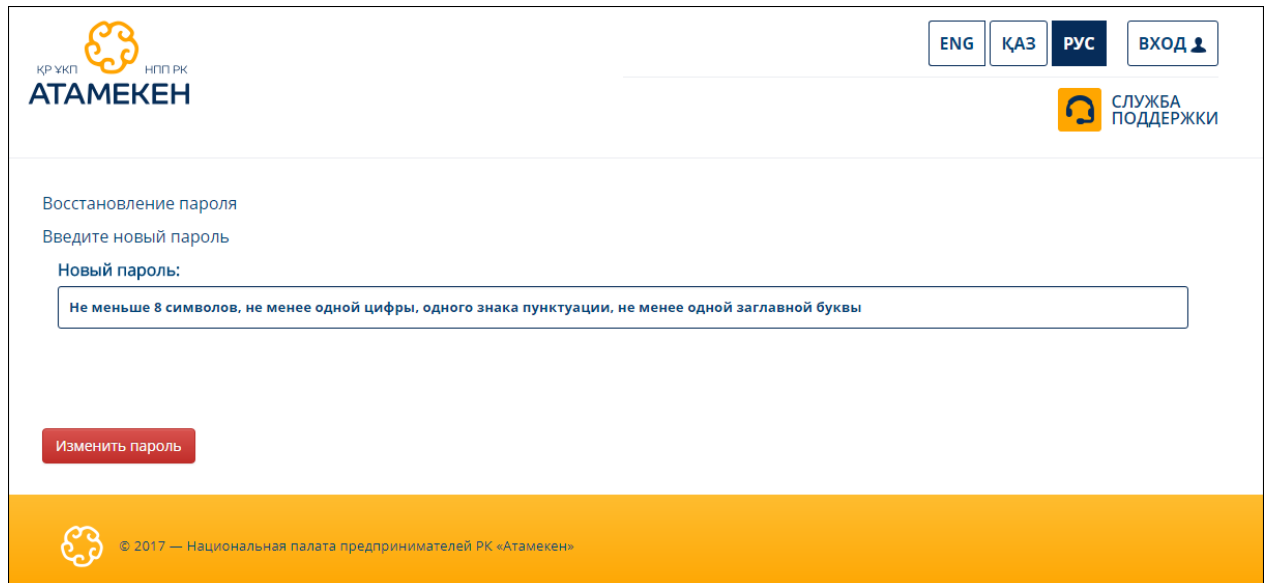 ҚР ҰКП НПП РК
АТАМЕКЕН
ENG ҚАЗ РУС ВХОД
СЛУЖБА
ПОДДЕРЖКИ
Восстановление пароля
Введите новый пароль
Новый пароль:
Не меньше 8 символов, не менее одной цифры, одного знака пунктуации, не менее одной заглавной буквы
Изменить пароль
© 2017 — Национальная палата предпринимателей РК «Атамекен»